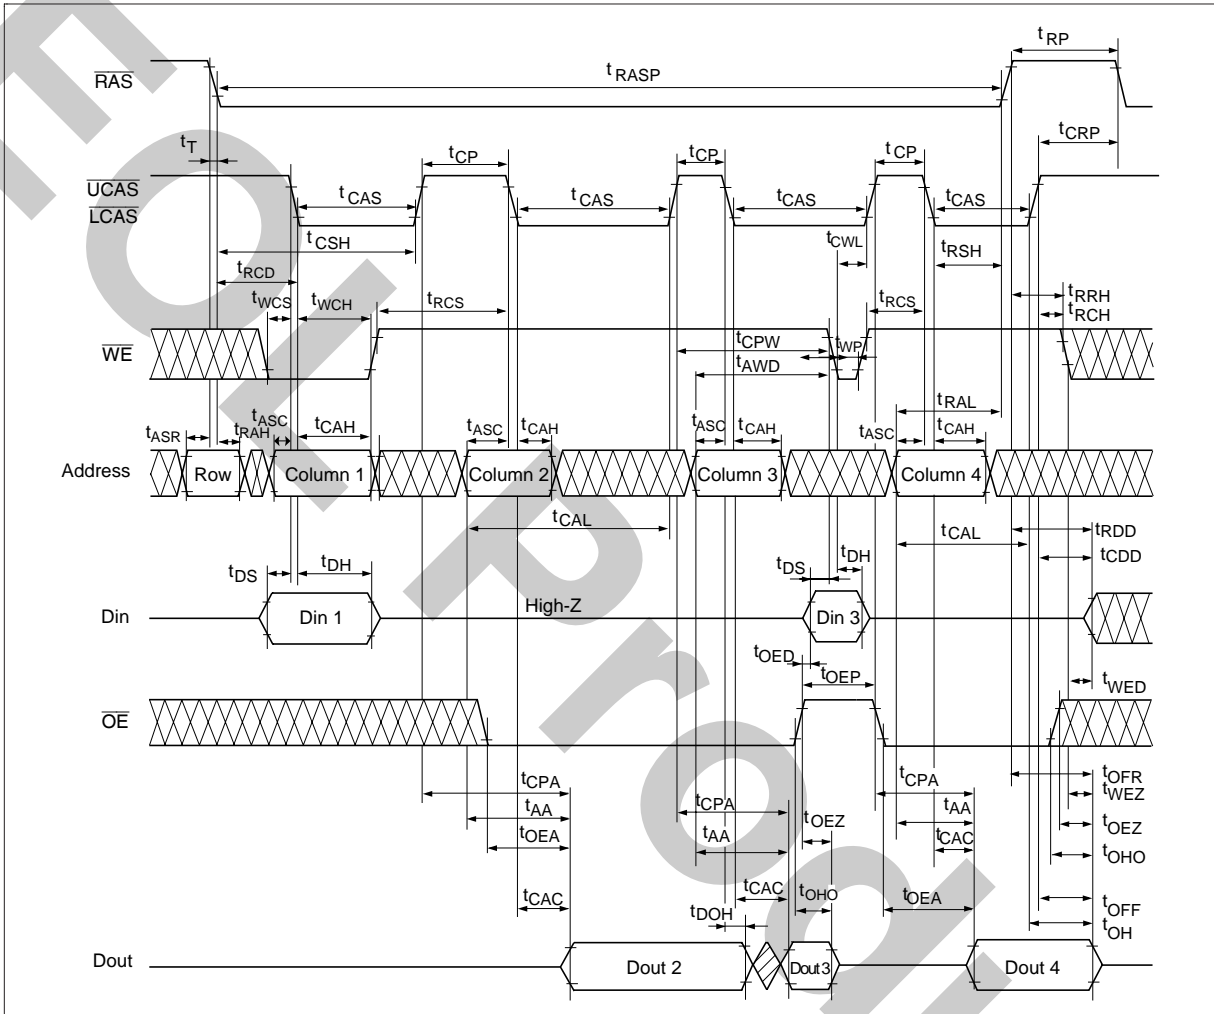 tRP
RAS
tRASP
tT
tCRP
tCP
tCP
tCP
UCAS
LCAS
tCAS
tCAS
tCAS
tCAS
tCSH
tCWL
tRSH
tRCD
tWCS
tWCH
tRCS
tRCS
tRRH
tRCH
WE
tCPW
tWP
tAWD
tRAL
tASR
tRAH
tASC
tCAH
tASC
tCAH
tASC
tCAH
tASC
tCAH
Address
Row
Column 1
Column 2
Column 3
Column 4
tCAL
tCAL
tRDD
tCDD
tDS
tDH
tDS
tDH
Din
Din 1
High-Z
Din 3
tOED
tOEP
tWED
OE
tCPA
tCPA
tCPA
tOFR
tWEZ
tAA
tAA
tAA
tOEZ
tOEZ
tOEA
tCAC
tOHO
tCAC
tCAC
tOHO
tOEA
tDOH
tOFF
tOH
Dout
Dout 2
Dout3
Dout 4
EOL Prod